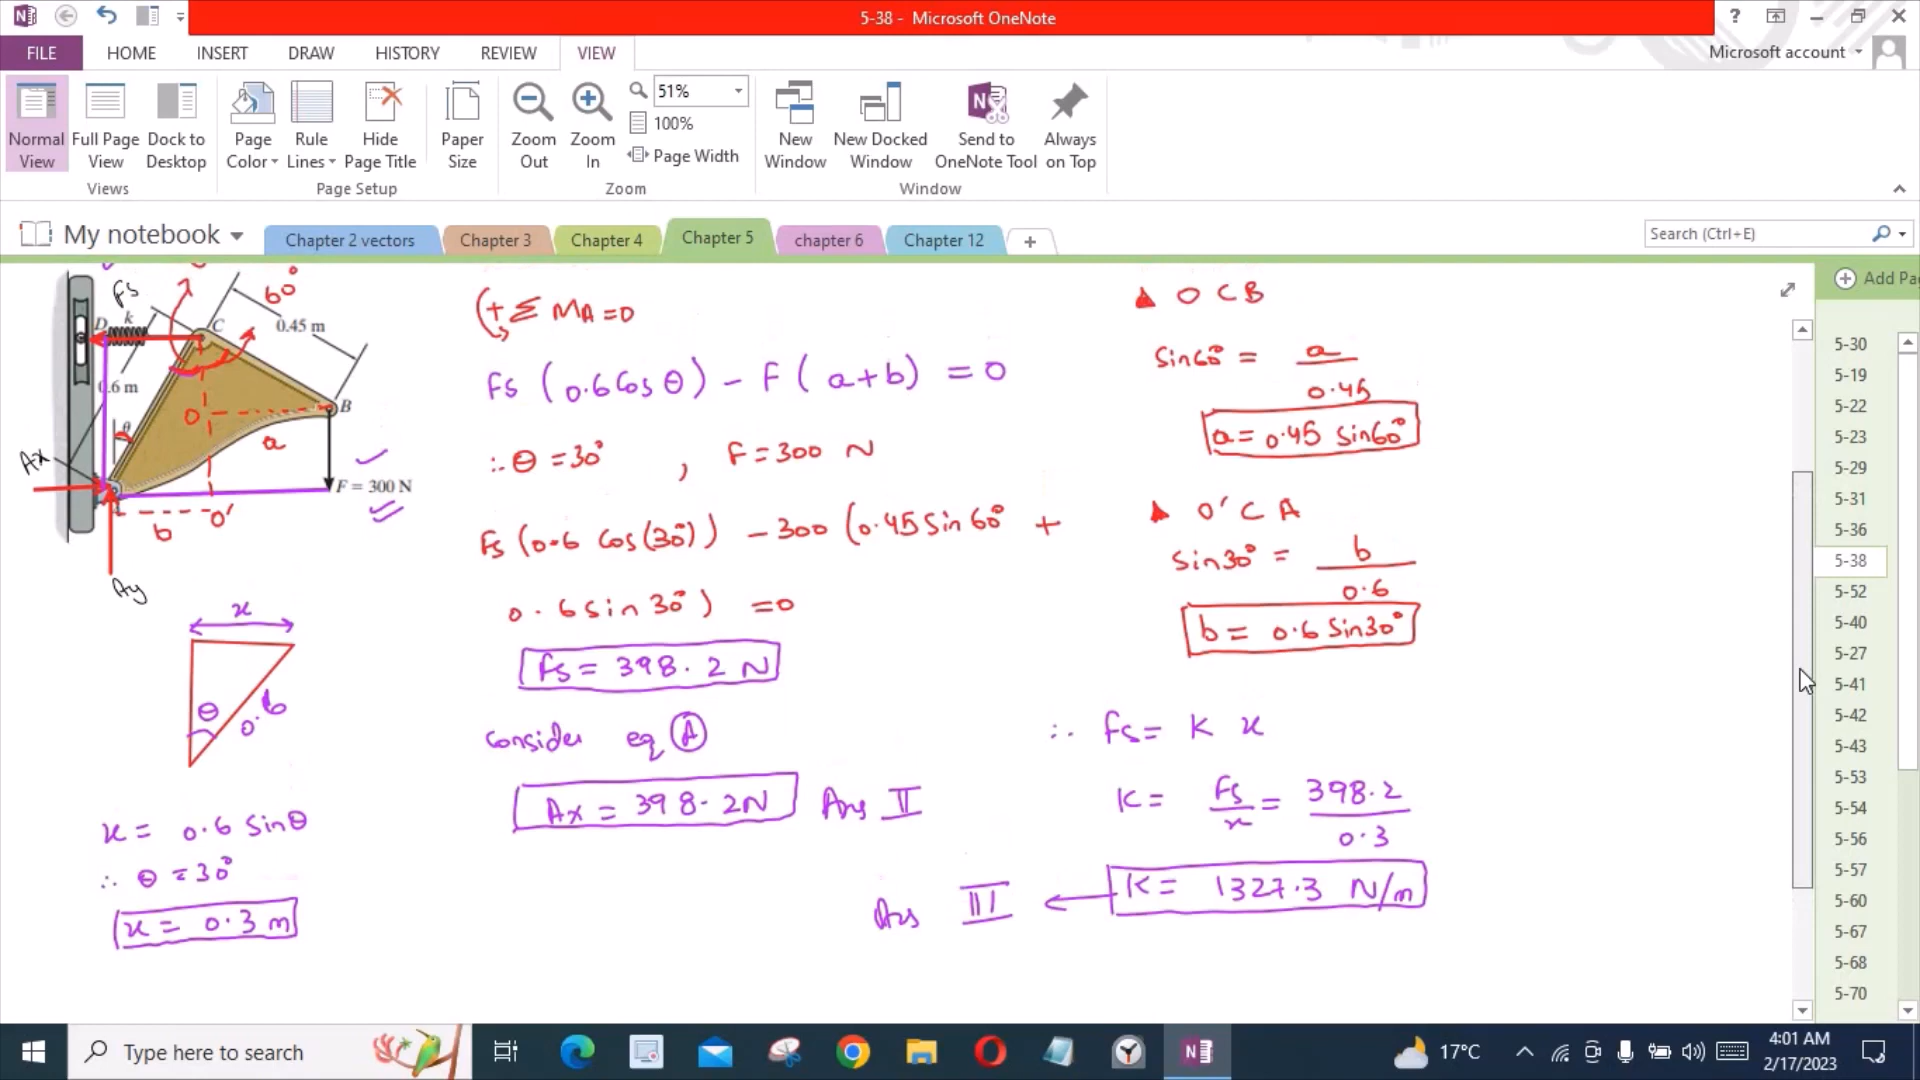 5-38 - Microsoft OneNote
FILE HOME INSERT DRAW HISTORY REVIEW VIEW
Microsoft account
Normal View
Full Page View
Dock to Desktop
Page Color
Rule Lines
Hide Page Title
Paper Size
Zoom Out
Zoom In
51%
100%
Page Width
New Window
New Docked Window
Send to OneNote Tool
Always on Top
Views
Page Setup
Zoom
Window
My notebook
Chapter 2 vectors
Chapter 3
Chapter 4
Chapter 5
chapter 6
Chapter 12
Search (Ctrl+E)
Add Pa
5-30
5-19
5-22
5-23
5-29
5-31
5-36
5-38
5-52
5-40
5-27
5-41
5-42
5-43
5-53
5-54
5-56
5-57
5-60
5-67
5-68
5-70
Fs
60°
D k C
0.45 m
0.6 m
O
B
θ
a
Ax
F = 300 N
b O'
Ay
x
θ 0.6
x = 0.6 sinθ
∴ θ = 30°
x = 0.3 m
(+ Σ MA = 0
Fs (0.6 Cos θ) - F (a+b) = 0
∴ θ = 30° , F = 300 N
Fs (0.6 Cos(30°)) - 300 (0.45 Sin 60° +
0.6 sin 30°) = 0
Fs = 398.2 N
Consider eq A
Ax = 398.2N Ans II
▲ O C B
Sin60° = a / 0.45
a = 0.45 sin60°
▲ O' C A
Sin30° = b / 0.6
b = 0.6 Sin30°
∴ Fs = K x
K = Fs / x = 398.2 / 0.3
Ans III ← K = 1327.3 N/m
Type here to search
17°C
4:01 AM
2/17/2023